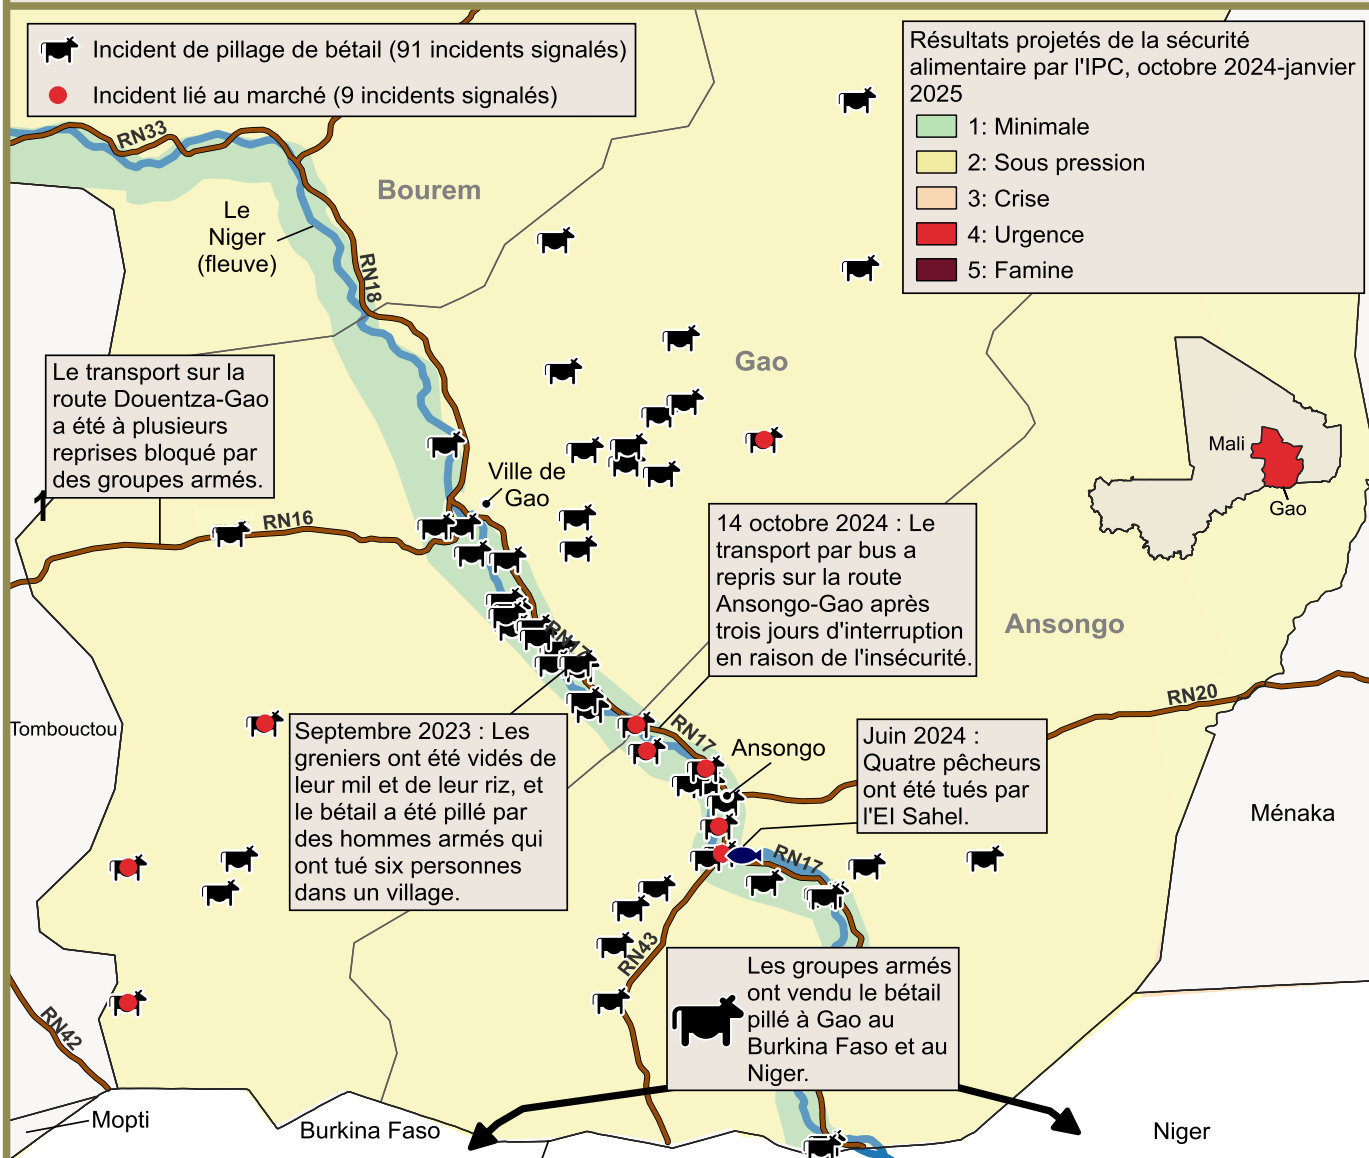 Incident de pillage de bétail (91 incidents signalés)
Incident lié au marché (9 incidents signalés)
Résultats projetés de la sécurité
alimentaire par l'IPC, octobre 2024-janvier
2025
1: Minimale
2: Sous pression
3: Crise
4: Urgence
5: Famine
RN33
Bourem
Le
Niger
(fleuve)
RN18
Gao
Le transport sur la
route Douentza-Gao
a été à plusieurs
reprises bloqué par
des groupes armés.
1
Ville de
Gao
RN16
Mali
Gao
14 octobre 2024 : Le
transport par bus a
repris sur la route
Ansongo-Gao après
trois jours d'interruption
en raison de l'insécurité.
Ansongo
RN17
RN20
Tombouctou
Septembre 2023 : Les
greniers ont été vidés de
leur mil et de leur riz, et
le bétail a été pillé par
des hommes armés qui
ont tué six personnes
dans un village.
RN17
Ansongo
Juin 2024 :
Quatre pêcheurs
ont été tués par
l'EI Sahel.
Ménaka
RN17
RN43
Les groupes armés
ont vendu le bétail
pillé à Gao au
Burkina Faso et au
Niger.
RN42
Mopti
Burkina Faso
Niger